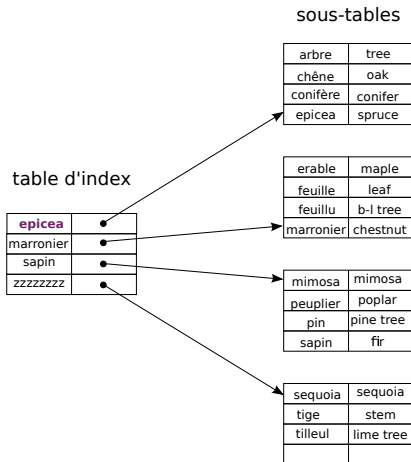 sous-tables
arbre tree
chêne oak
conifère conifer
epicea spruce
erable maple
feuille leaf
feuillu b-l tree
marronier chestnut
table d'index
epicea
marronier
sapin
zzzzzzzz
mimosa mimosa
peuplier poplar
pin pine tree
sapin fir
sequoia sequoia
tige stem
tilleul lime tree